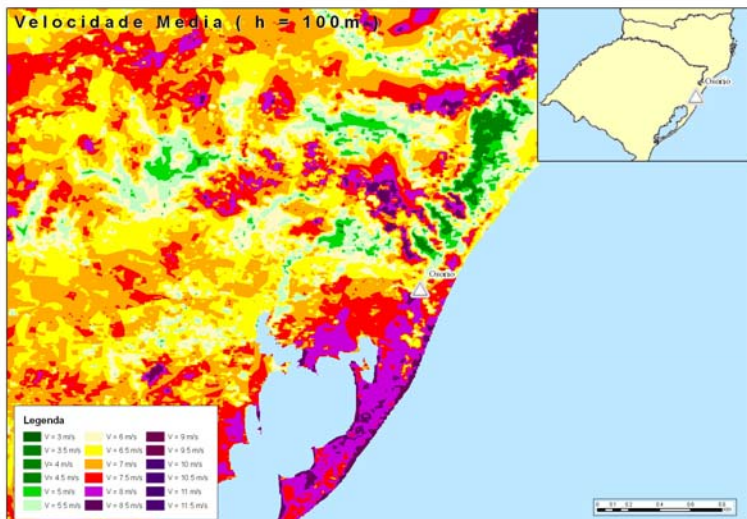 Velocidade Media ( h = 100m )
Osorio
Osorio
Legenda
V = 3 m/s
V = 3.5 m/s
V= 4 m/s
V= 4.5 m/s
V = 5 m/s
V = 5.5 m/s
V = 6 m/s
V = 6.5 m/s
V = 7 m/s
V = 7.5 m/s
V = 8 m/s
V = 8.5 m/s
V = 9 m/s
V = 9.5 m/s
V = 10 m/s
V = 10.5 m/s
V = 11 m/s
V = 11.5 m/s